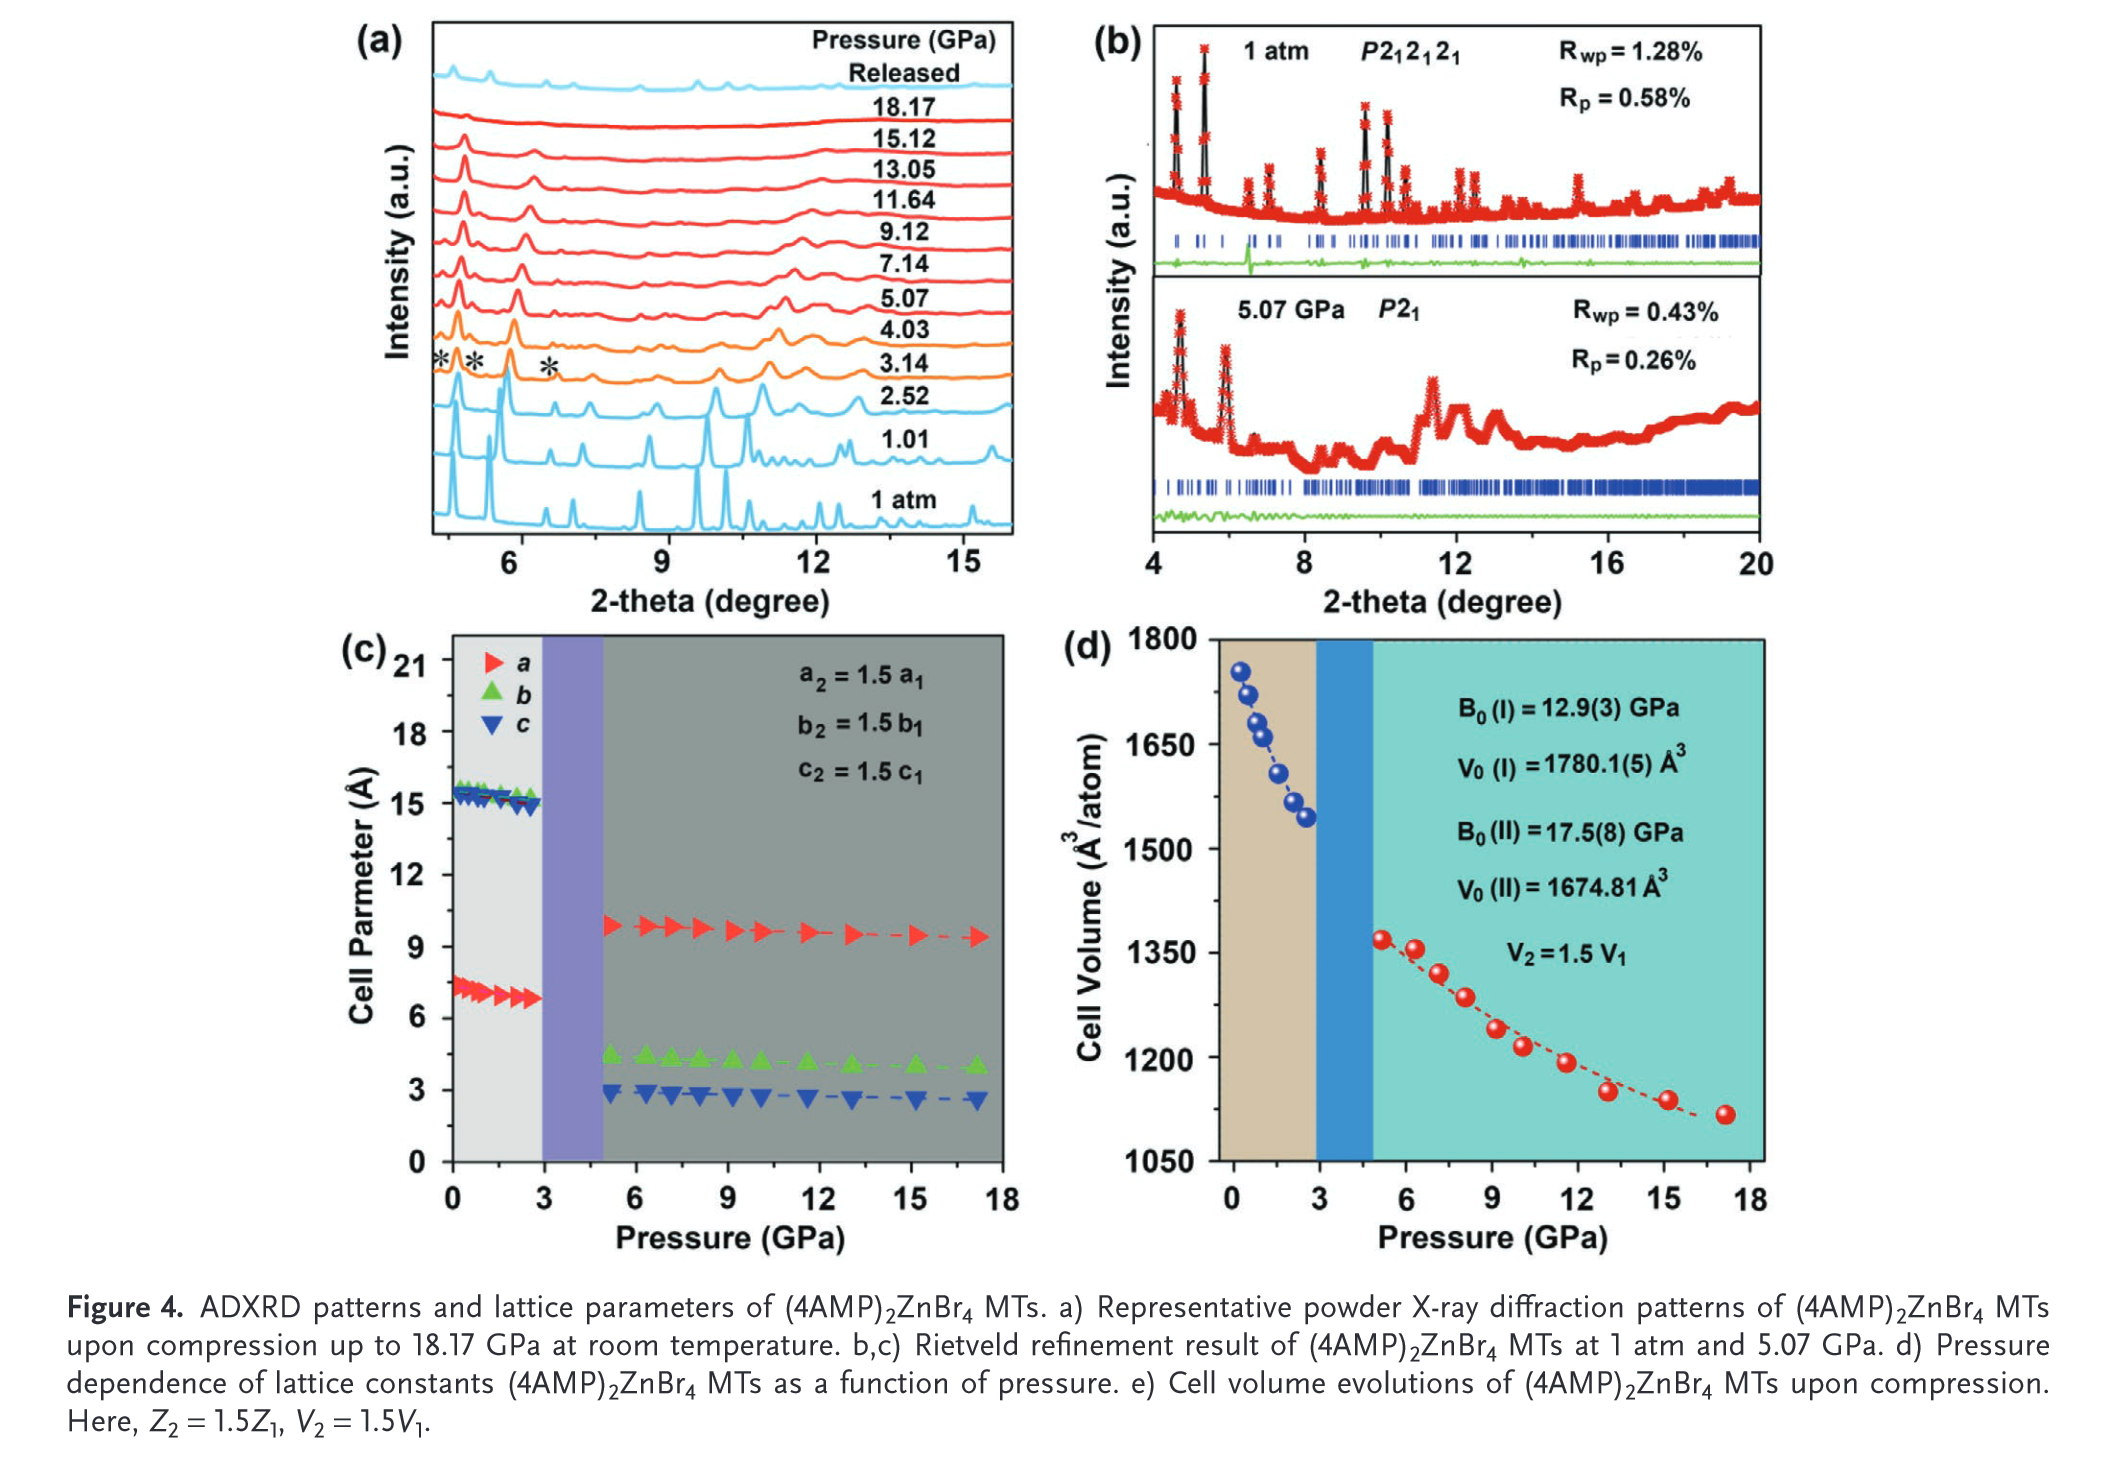 (a)
Pressure (GPa)
Released
18.17
15.12
13.05
11.64
9.12
7.14
5.07
4.03
3.14
2.52
1.01
1 atm
* * *
Intensity (a.u.)
6 9 12 15
2-theta (degree)
(b)
1 atm P2₁2₁2₁ Rwp = 1.28%
Rp = 0.58%
5.07 GPa P2₁ Rwp = 0.43%
Rp = 0.26%
Intensity (a.u.)
4 8 12 16 20
2-theta (degree)
(c)
a
b
c
a₂ = 1.5 a₁
b₂ = 1.5 b₁
c₂ = 1.5 c₁
Cell Parmeter (Å)
21
18
15
12
9
6
3
0
0 3 6 9 12 15 18
Pressure (GPa)
(d)
B₀ (I) = 12.9(3) GPa
V₀ (I) = 1780.1(5) Å³
B₀ (II) = 17.5(8) GPa
V₀ (II) = 1674.81 Å³
V₂ = 1.5 V₁
Cell Volume (Å³/atom)
1800
1650
1500
1350
1200
1050
0 3 6 9 12 15 18
Pressure (GPa)
Figure 4. ADXRD patterns and lattice parameters of (4AMP)₂ZnBr₄ MTs. a) Representative powder X-ray diffraction patterns of (4AMP)₂ZnBr₄ MTs
upon compression up to 18.17 GPa at room temperature. b,c) Rietveld refinement result of (4AMP)₂ZnBr₄ MTs at 1 atm and 5.07 GPa. d) Pressure
dependence of lattice constants (4AMP)₂ZnBr₄ MTs as a function of pressure. e) Cell volume evolutions of (4AMP)₂ZnBr₄ MTs upon compression.
Here, Z₂ = 1.5Z₁, V₂ = 1.5V₁.